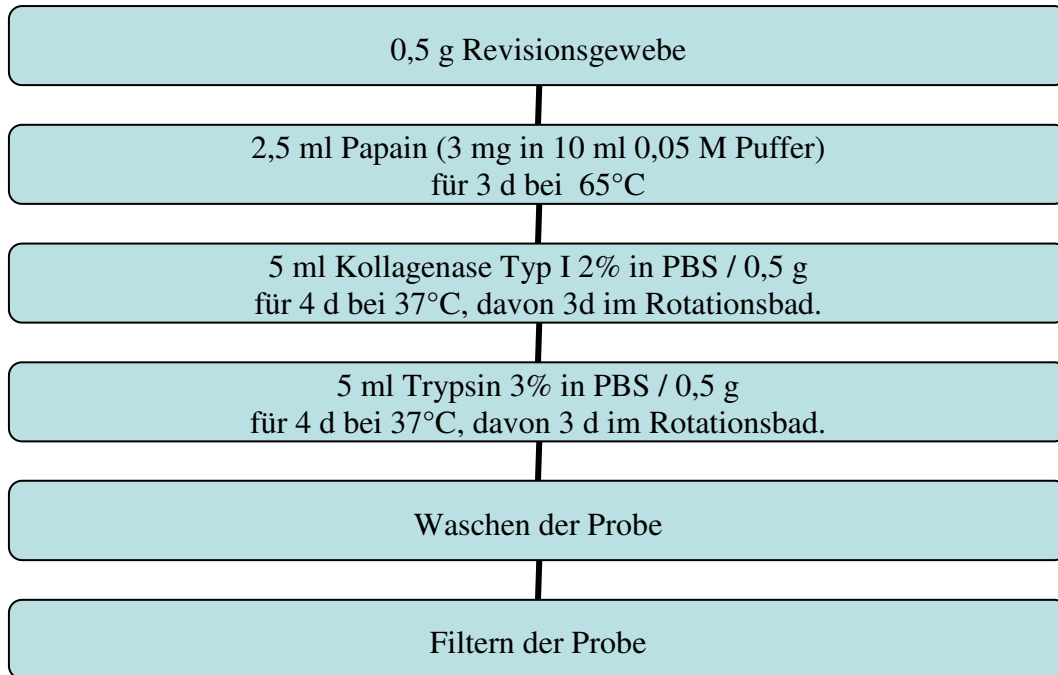 0,5 g Revisionsgewebe
2,5 ml Papain (3 mg in 10 ml 0,05 M Puffer)
für 3 d bei  65°C
5 ml Kollagenase Typ I 2% in PBS / 0,5 g
für 4 d bei 37°C, davon 3d im Rotationsbad.
5 ml Trypsin 3% in PBS / 0,5 g
für 4 d bei 37°C, davon 3 d im Rotationsbad.
Waschen der Probe
Filtern der Probe